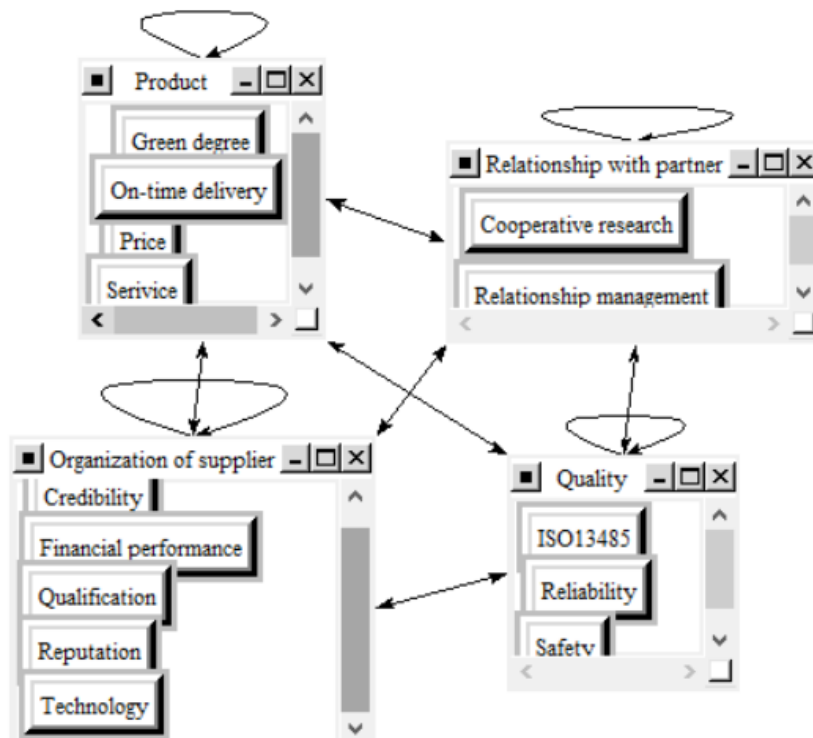 Product
Green degree
On-time delivery
Price
Serivice
Relationship with partner
Cooperative research
Relationship management
Organization of supplier
Credibility
Financial performance
Qualification
Reputation
Technology
Quality
ISO13485
Reliability
Safety